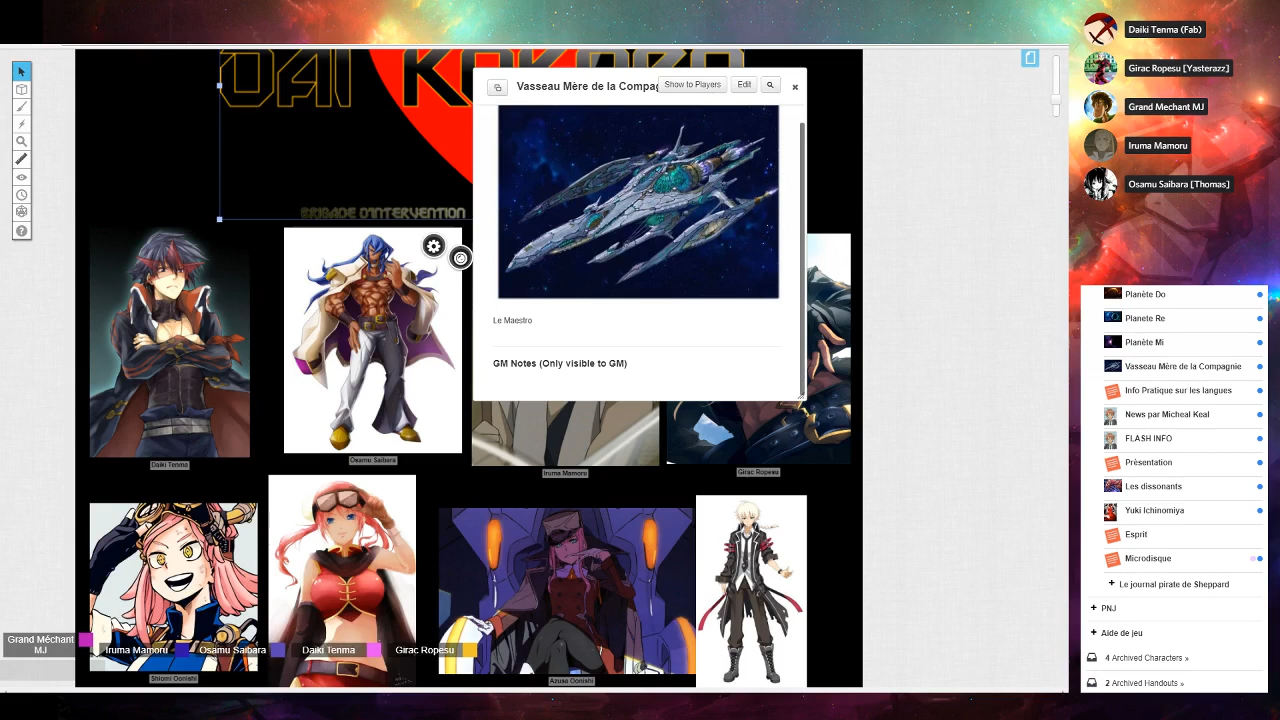 DAI KOKORO
BRIGADE D'INTERVENTION
Vasseau Mère de la Compag
Show to Players
Edit
Le Maestro
GM Notes (Only visible to GM)
Daiki Tenma
Osamu Saibara
Iruma Mamoru
Girac Ropesu
Shiomi Oonishi
Azusa Oonishi
Grand Méchant
MJ
Iruma Mamoru
Osamu Saibara
Daiki Tenma
Girac Ropesu
Daiki Tenma (Fab)
Girac Ropesu [Yasterazz]
Grand Mechant MJ
Iruma Mamoru
Osamu Saibara [Thomas]
Planète Do
Planete Re
Planète Mi
Vasseau Mère de la Compagnie
Info Pratique sur les langues
News par Micheal Keal
FLASH INFO
Prèsentation
Les dissonants
Yuki Ichinomiya
Esprit
Microdisque
+ Le journal pirate de Sheppard
+ PNJ
+ Aide de jeu
4 Archived Characters »
2 Archived Handouts »